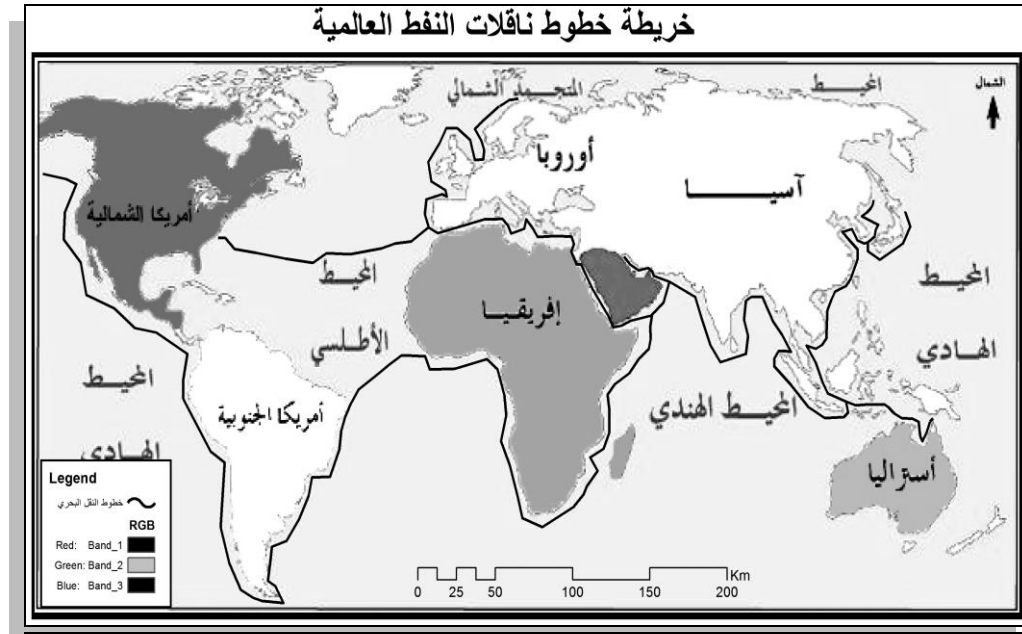 خريطة خطوط ناقلات النفط العالمية
المتجمد الشمالي
المحيط
الشمال
أوروبا
آسيا
أمريكا الشمالية
المحيط
الأطلسي
إفريقيا
المحيط
الهادي
المحيط
الهادي
أمريكا الجنوبية
المحيط الهندي
أستراليا
Legend
خطوط النقل البحري
RGB
Red: Band_1
Green: Band_2
Blue: Band_3
Km
0 25 50 100 150 200